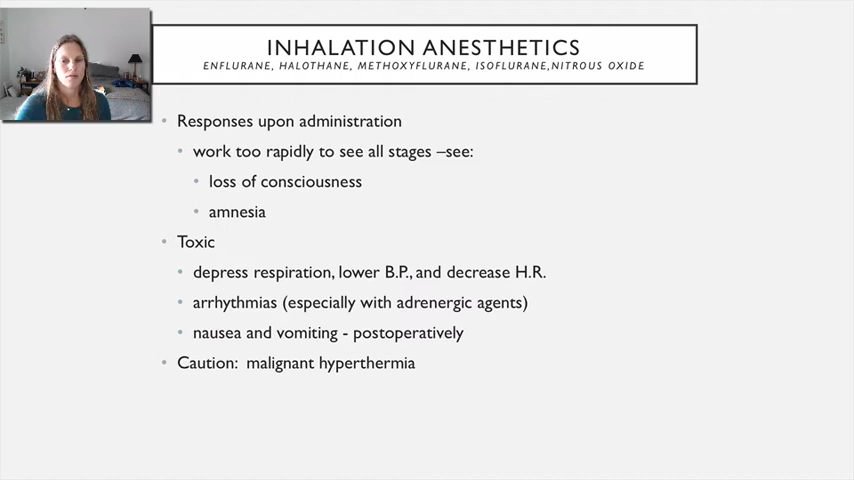 INHALATION ANESTHETICS
ENFLURANE, HALOTHANE, METHOXYFLURANE, ISOFLURANE,NITROUS OXIDE
• Responses upon administration
• work too rapidly to see all stages –see:
• loss of consciousness
• amnesia
• Toxic
• depress respiration, lower B.P., and decrease H.R.
• arrhythmias (especially with adrenergic agents)
• nausea and vomiting - postoperatively
• Caution: malignant hyperthermia